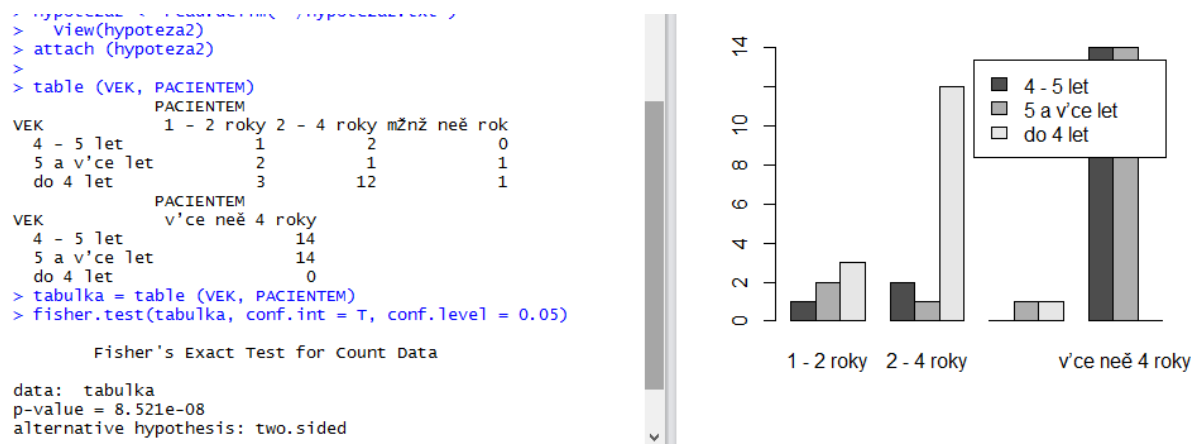 > hypoteza2 <- read.delim("~/hypoteza2.txt")
>   View(hypoteza2)
> attach (hypoteza2)
>
> table (VEK, PACIENTEM)
PACIENTEM
VEK 1 - 2 roky 2 - 4 roky mŽnž neě rok
4 - 5 let 1 2 0
5 a v'ce let 2 1 1
do 4 let 3 12 1
PACIENTEM
VEK v'ce neě 4 roky
4 - 5 let 14
5 a v'ce let 14
do 4 let 0
> tabulka = table (VEK, PACIENTEM)
> fisher.test(tabulka, conf.int = T, conf.level = 0.05)
Fisher's Exact Test for Count Data
data:  tabulka
p-value = 8.521e-08
alternative hypothesis: two.sided
14
10
8
6
4
2
0
4 - 5 let
5 a v'ce let
do 4 let
1 - 2 roky 2 - 4 roky v'ce neě 4 roky